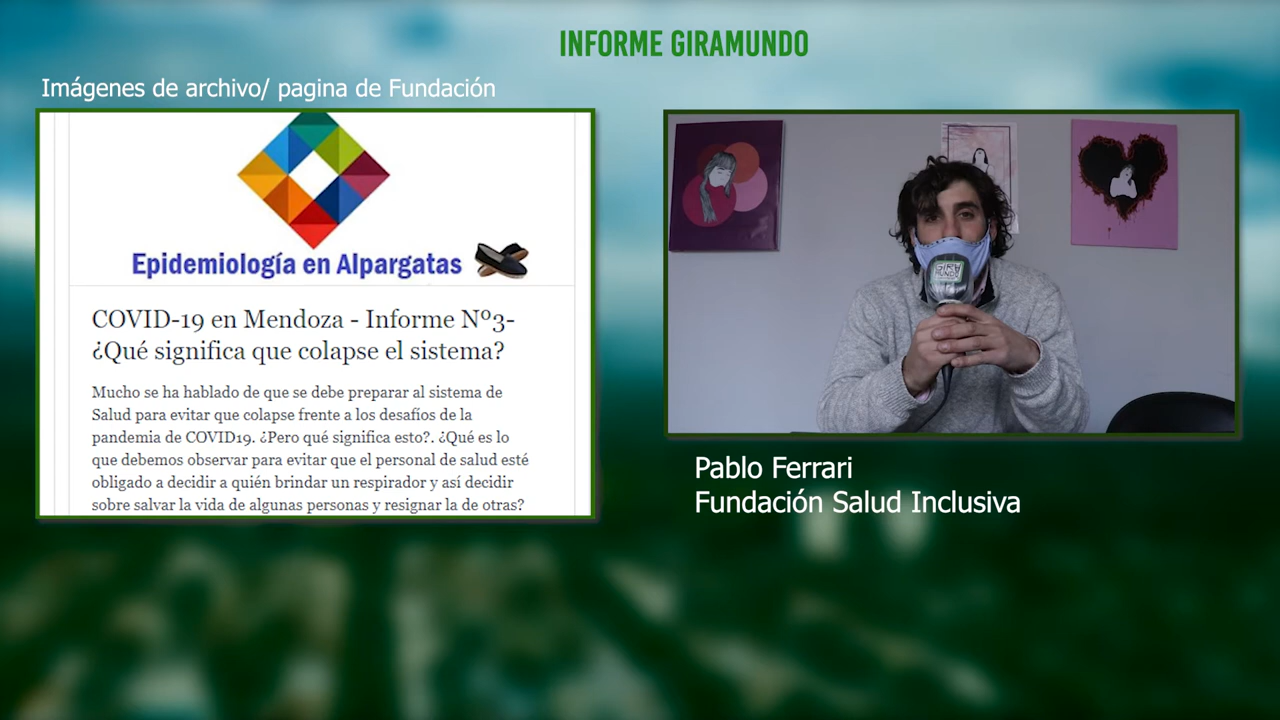 INFORME GIRAMUNDO
Imágenes de archivo/ pagina de Fundación
Epidemiología en Alpargatas
COVID-19 en Mendoza - Informe Nº3-
¿Qué significa que colapse el sistema?
Mucho se ha hablado de que se debe preparar al sistema de
Salud para evitar que colapse frente a los desafíos de la
pandemia de COVID19. ¿Pero qué significa esto?. ¿Qué es lo
que debemos observar para evitar que el personal de salud esté
obligado a decidir a quién brindar un respirador y así decidir
sobre salvar la vida de algunas personas y resignar la de otras?
GIRA
MUNDO
Pablo Ferrari
Fundación Salud Inclusiva